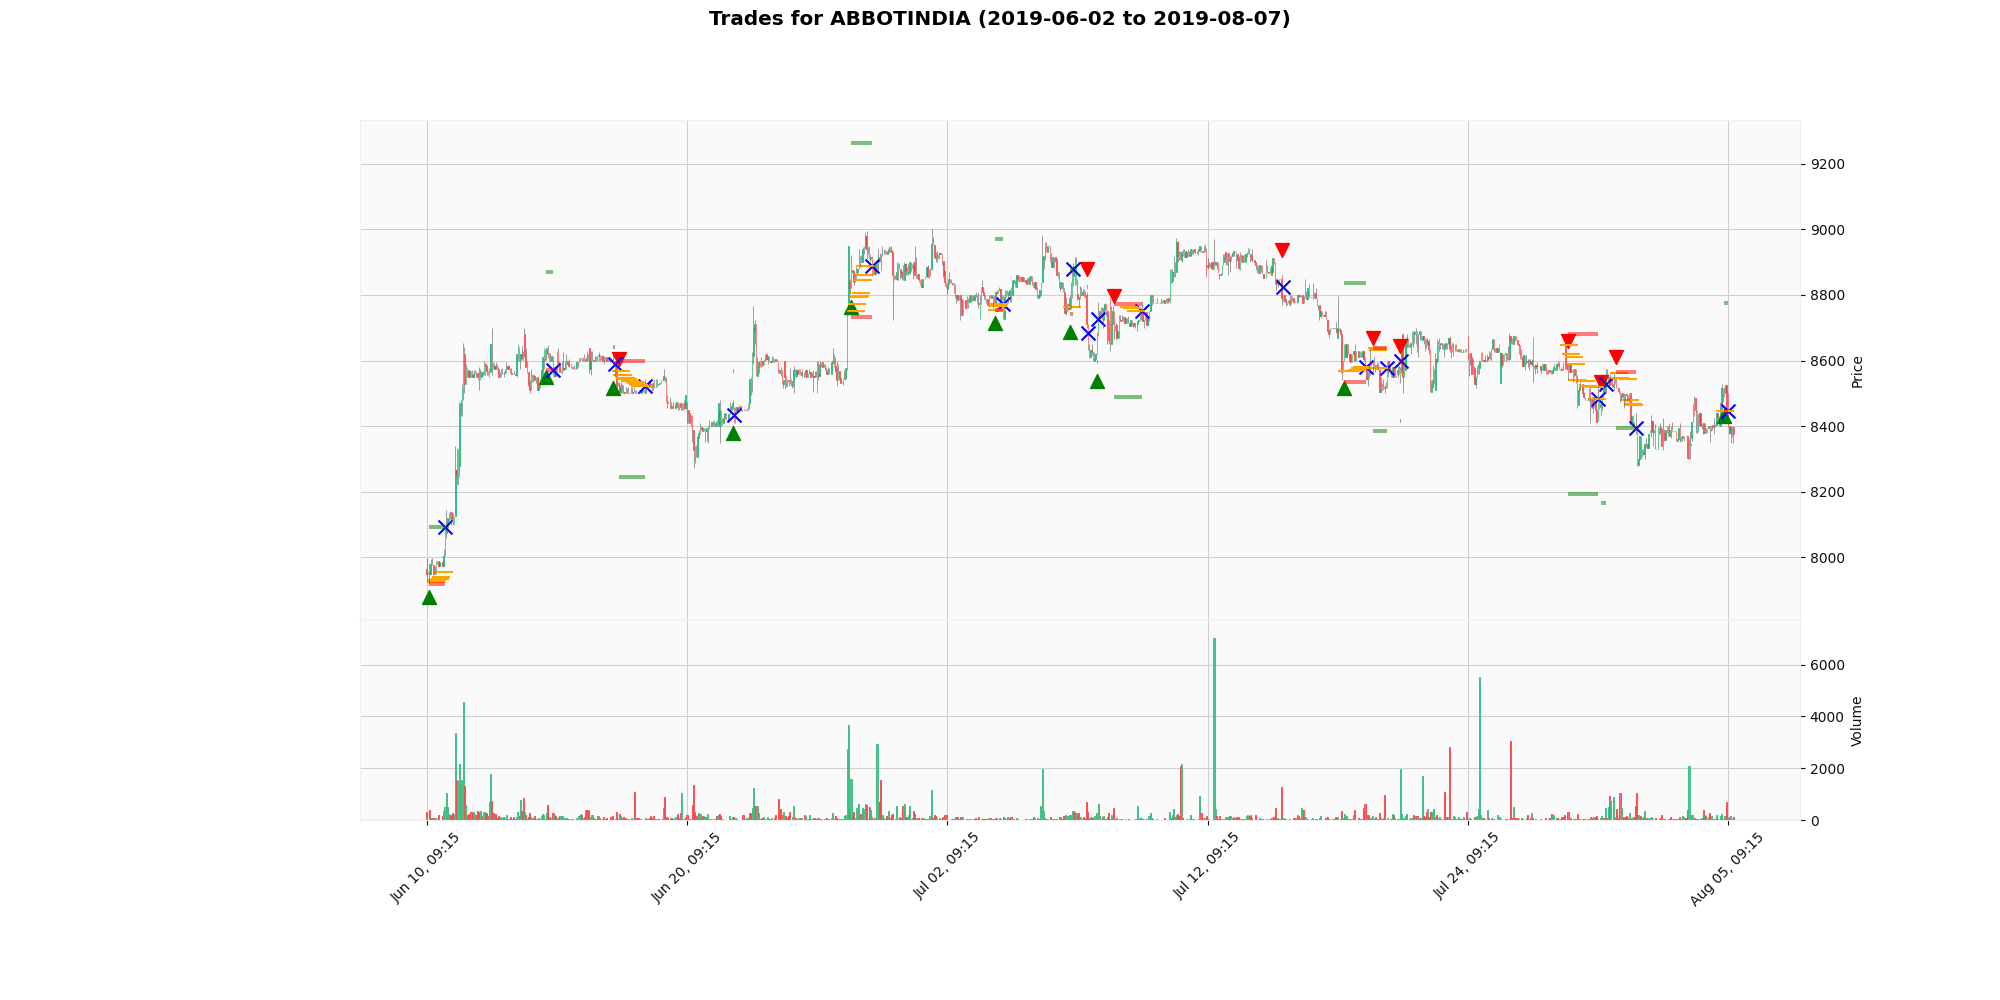 Trades for ABBOTINDIA (2019-06-02 to 2019-08-07)
9200
9000
8800
8600
8400
8200
8000
Price
6000
4000
2000
0
Volume
Jun 10, 09:15
Jun 20, 09:15
Jul 02, 09:15
Jul 12, 09:15
Jul 24, 09:15
Aug 05, 09:15